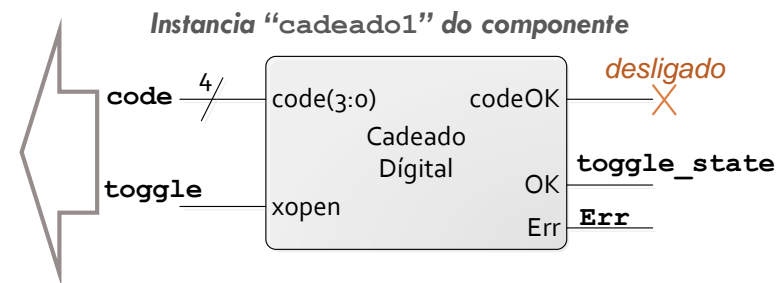 Instancia “cadeado1” do componente
desligado
code 4 code(3:0) codeOK
Cadeado
Dígital
toggle_state
toggle OK
xopen
Err Err